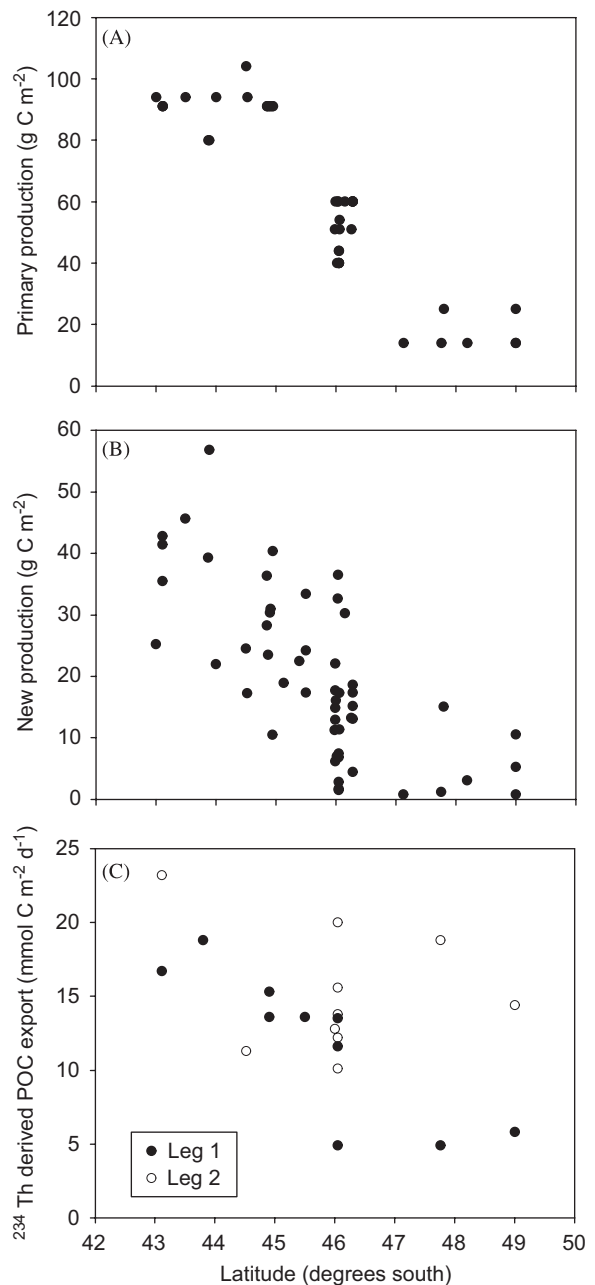 (A)
Primary production (g C m-2)
120
100
80
60
40
20
0
(B)
New production (g C m-2)
60
50
40
30
20
10
0
(C)
234 Th derived POC export (mmol C m-2 d-1)
25
20
15
10
5
0
Leg 1
Leg 2
42 43 44 45 46 47 48 49 50
Latitude (degrees south)